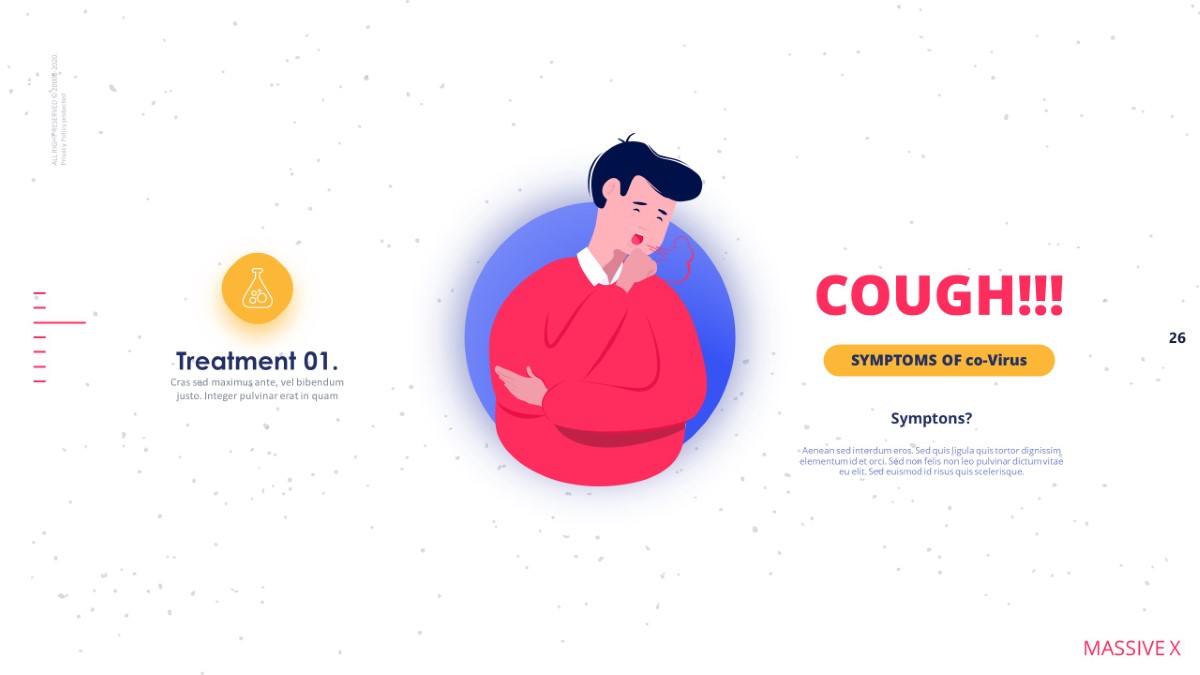 ALL RIGHT RESERVED © 2018 - 2020.
Privacy Policy protected
Treatment 01.
Cras sed maximus ante, vel bibendum
justo. Integer pulvinar erat in quam
COUGH!!!
SYMPTOMS OF co-Virus
Symptons?
Aenean sed interdum eros. Sed quis ligula quis tortor dignissim,
elementum id et orci. Sed non felis non leo pulvinar dictum vitae
eu elit. Sed euismod id risus quis scelerisque.
26
MASSIVE X